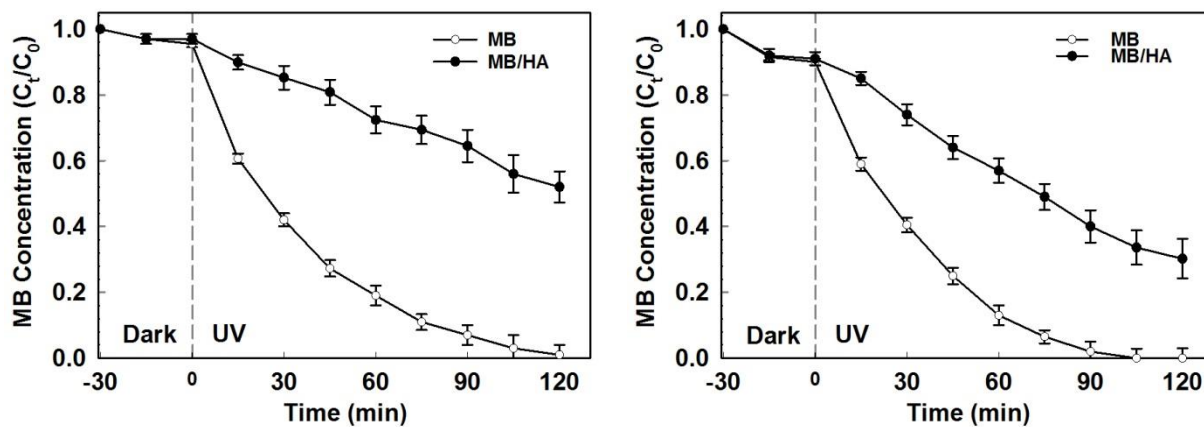 MB Concentration (Cₜ/C₀)
1.0
0.8
0.6
0.4
0.2
0.0
MB
MB/HA
Dark
UV
-30 0 30 60 90 120
Time (min)
MB Concentration (Cₜ/C₀)
1.0
0.8
0.6
0.4
0.2
0.0
MB
MB/HA
Dark
UV
-30 0 30 60 90 120
Time (min)